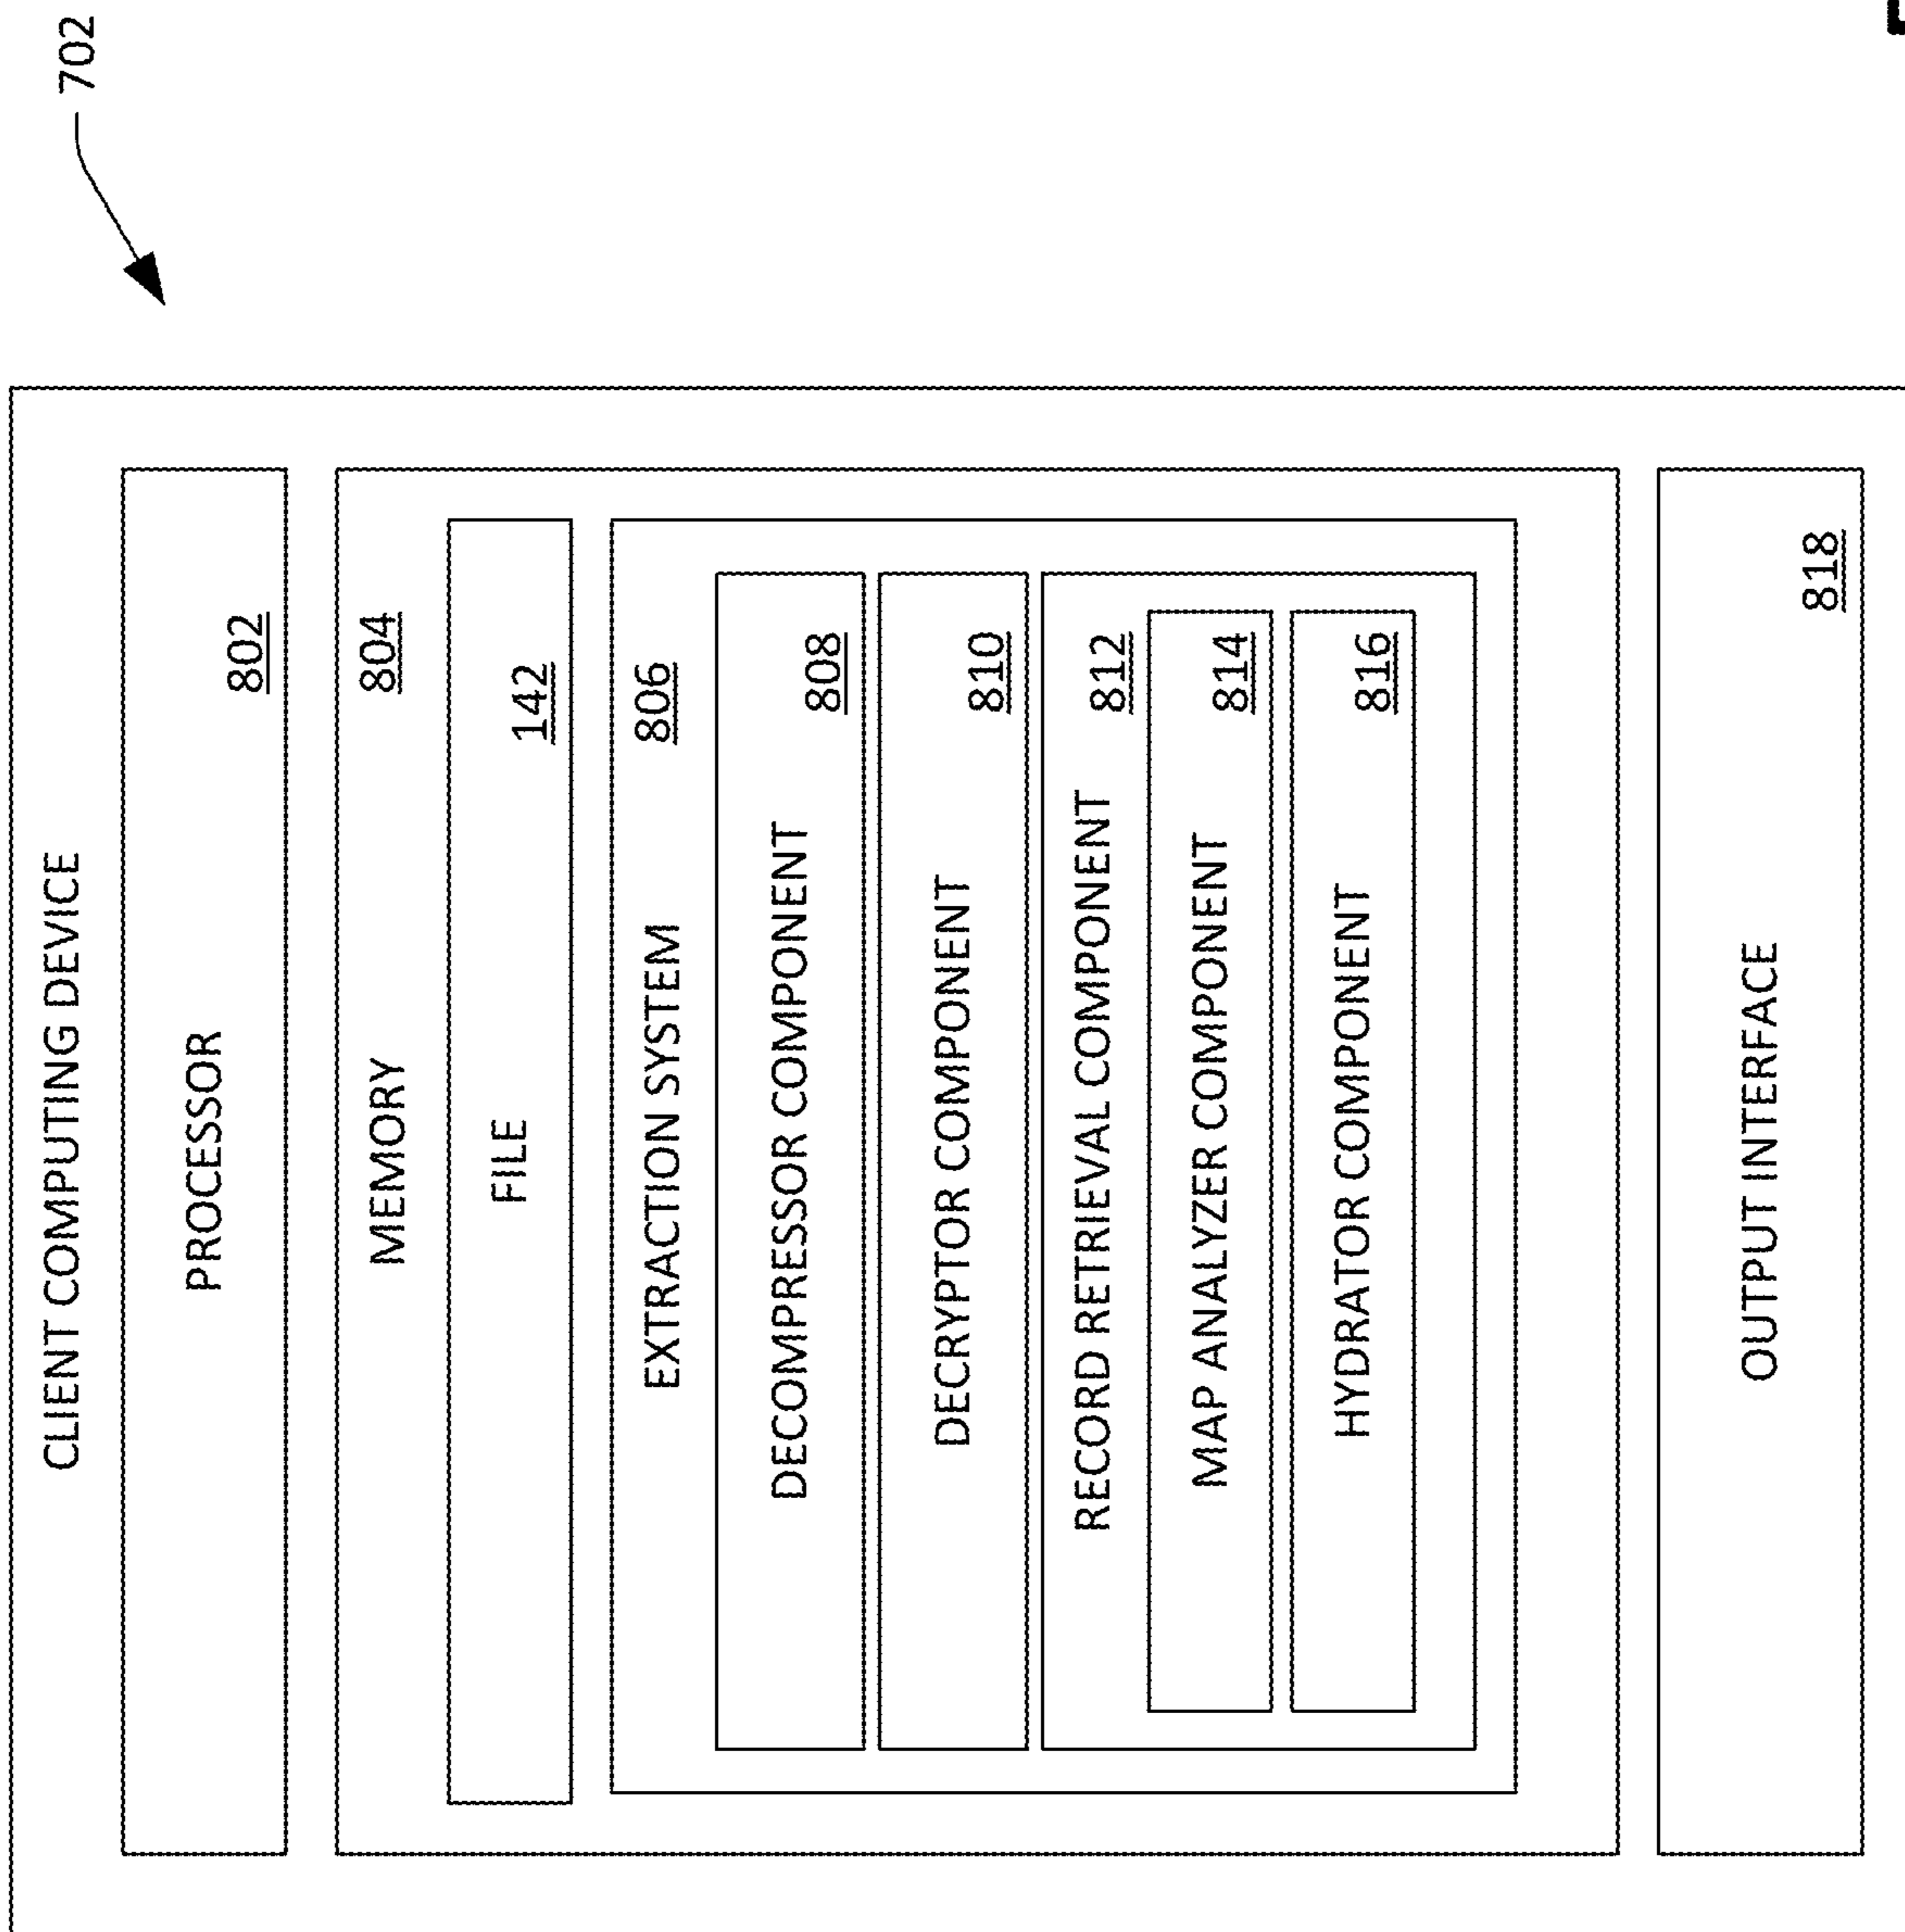 702
CLIENT COMPUTING DEVICE
PROCESSOR
802
MEMORY 804
FILE
142
EXTRACTION SYSTEM 806
DECOMPRESSOR COMPONENT
808
DECRYPTOR COMPONENT
810
RECORD RETRIEVAL COMPONENT 812
MAP ANALYZER COMPONENT
814
HYDRATOR COMPONENT
816
OUTPUT INTERFACE
818